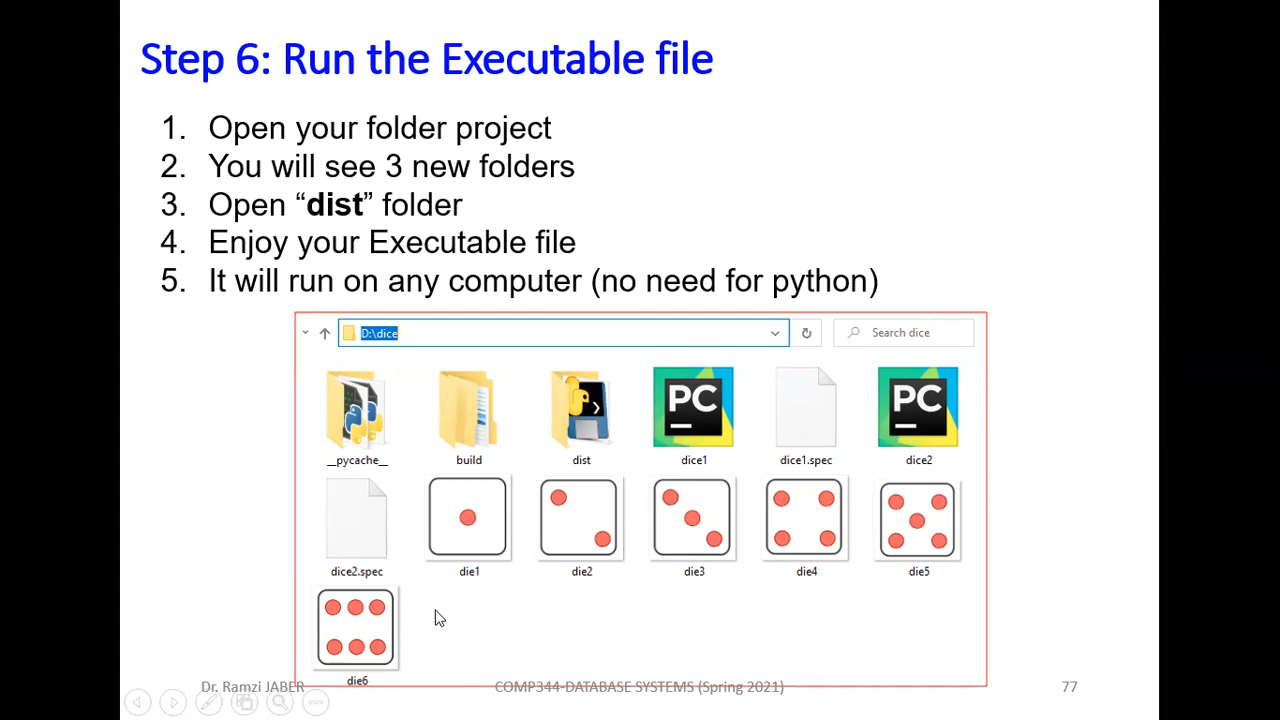 Step 6: Run the Executable file
1. Open your folder project
2. You will see 3 new folders
3. Open “dist” folder
4. Enjoy your Executable file
5. It will run on any computer (no need for python)
D:\dice
Search dice
PC
PC
__pycache__
build
dist
dice1
dice1.spec
dice2
dice2.spec
die1
die2
die3
die4
die5
die6
Dr. Ramzi JABER
COMP344-DATABASE SYSTEMS (Spring 2021)
77